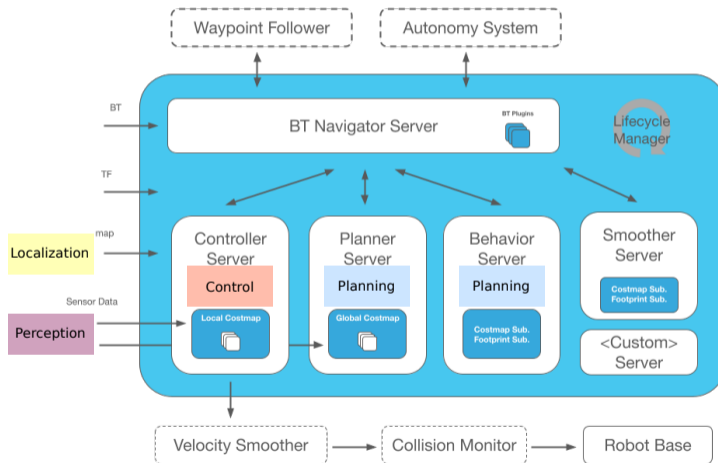 Waypoint Follower
Autonomy System
BT
BT Navigator Server
BT Plugins
Lifecycle
Manager
TF
map
Localization
Controller
Server
Control
Local Costmap
Planner
Server
Planning
Global Costmap
Behavior
Server
Planning
Costmap Sub.
Footprint Sub.
Smoother
Server
Costmap Sub.
Footprint Sub.
<Custom>
Server
Sensor Data
Perception
Velocity Smoother
Collision Monitor
Robot Base